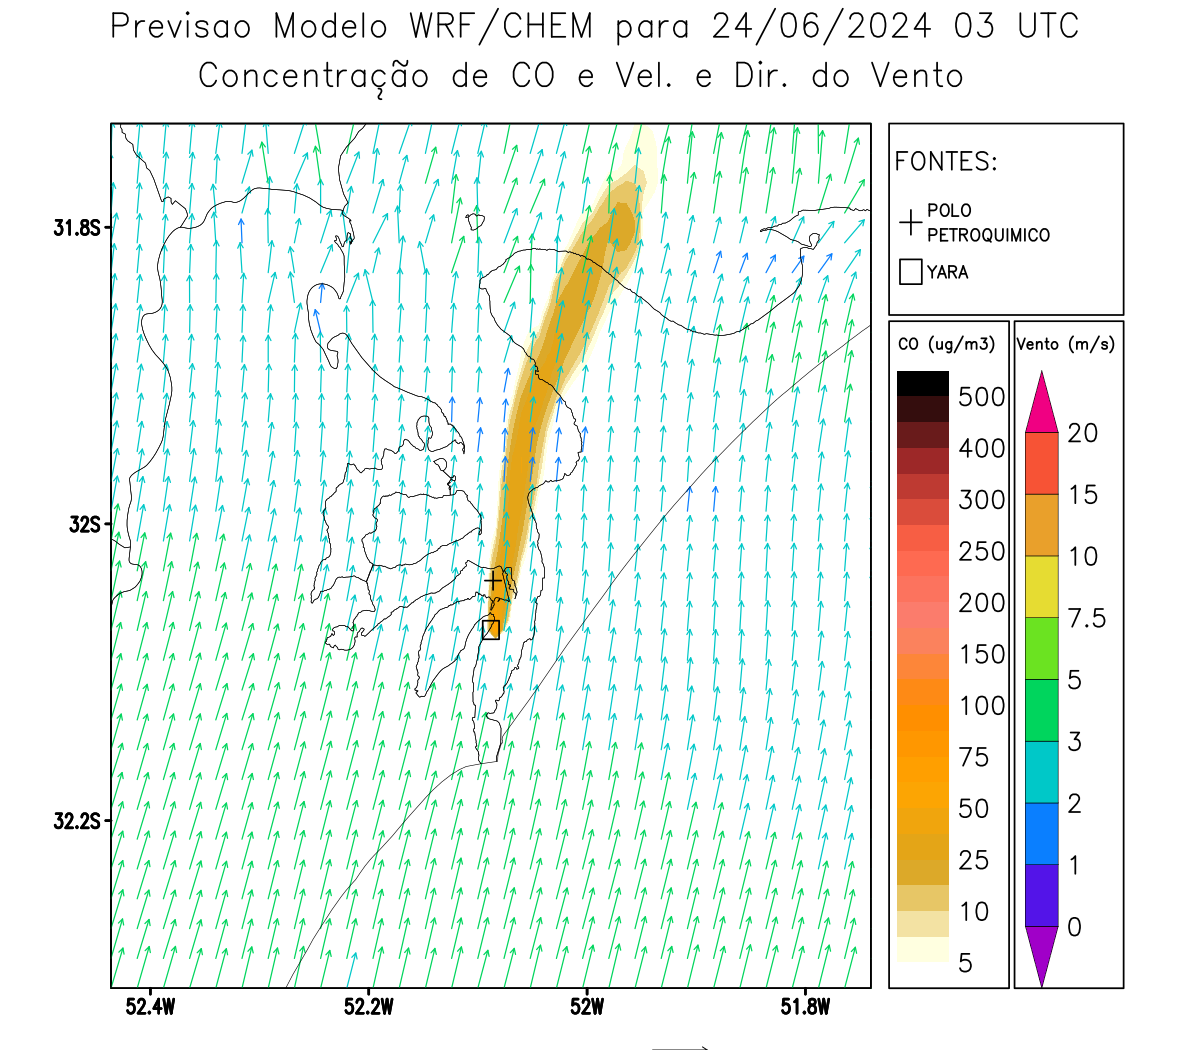 Previsao Modelo WRF/CHEM para 24/06/2024 03 UTC
Concentração de CO e Vel. e Dir. do Vento
FONTES:
POLO
PETROQUIMICO
YARA
31.8S
32S
32.2S
52.4W
52.2W
52W
51.8W
CO (ug/m3)
500
400
300
250
200
150
100
75
50
25
10
5
Vento (m/s)
20
15
10
7.5
5
3
2
1
0